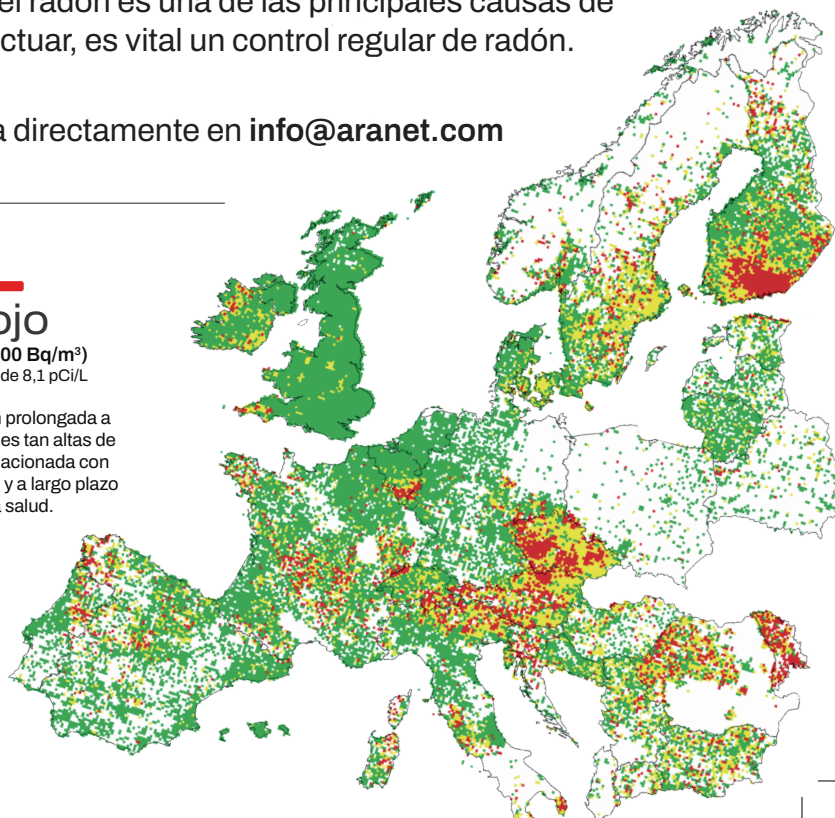 el radón es una de las principales causas de
ctuar, es vital un control regular de radón.
a directamente en info@aranet.com
ojo
00 Bq/m³)
de 8,1 pCi/L
n prolongada a
es tan altas de
acionada con
y a largo plazo
a salud.